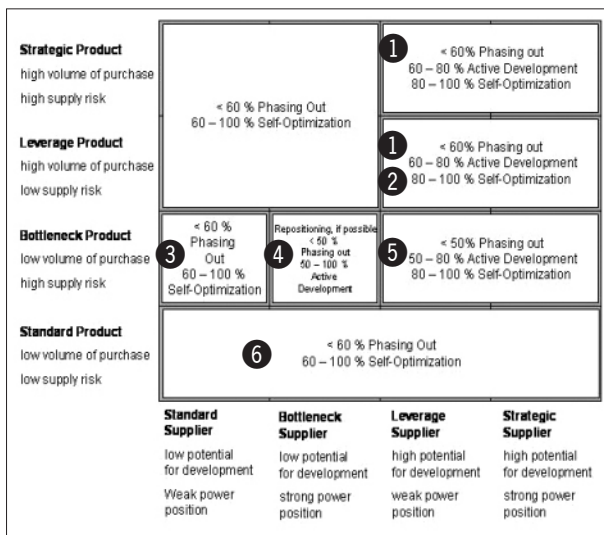 Strategic Product
high volume of purchase
high supply risk
< 60 % Phasing Out
60 – 100 % Self-Optimization
1
< 60% Phasing out
60 – 80 % Active Development
80 – 100 % Self-Optimization
Leverage Product
high volume of purchase
low supply risk
1
2
< 60% Phasing out
60 – 80 % Active Development
80 – 100 % Self-Optimization
Bottleneck Product
low volume of purchase
high supply risk
3
< 60 %
Phasing
Out
60 – 100 %
Self-Optimization
4
Repositioning, if possible
< 50 %
Phasing out
50 – 100 %
Active
Development
5
< 50% Phasing out
50 – 80 % Active Development
80 – 100 % Self-Optimization
Standard Product
low volume of purchase
low supply risk
6
< 60 % Phasing Out
60 – 100 % Self-Optimization
Standard
Supplier
low potential
for development
Weak power
position
Bottleneck
Supplier
low potential
for development
strong power
position
Leverage
Supplier
high potential
for development
weak power
position
Strategic
Supplier
high potential
for development
strong power
position